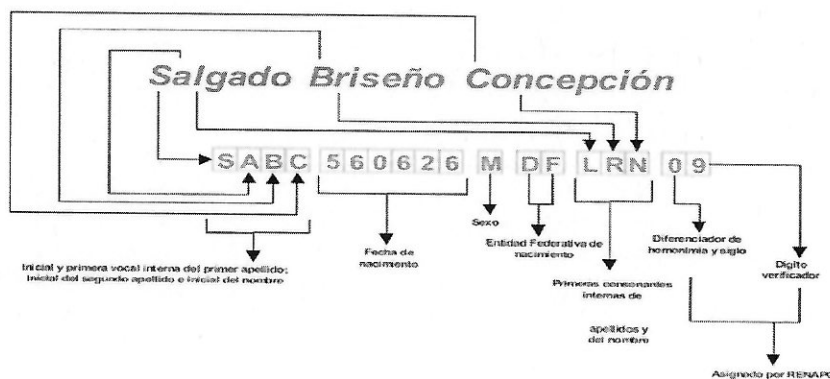 Salgado Briseño Concepción
SABC 560626 M DF LRN 09
Sexo
Fecha de
nacimiento
Entidad Federativa de
nacimiento
Diferenciador de
homonimia y siglo
Dígito
verificador
Inicial y primera vocal interna del primer apellido;
Inicial del segundo apellido e inicial del nombre
Primeras consonantes
internas de
apellidos y
del nombre
Asignado por RENAPO